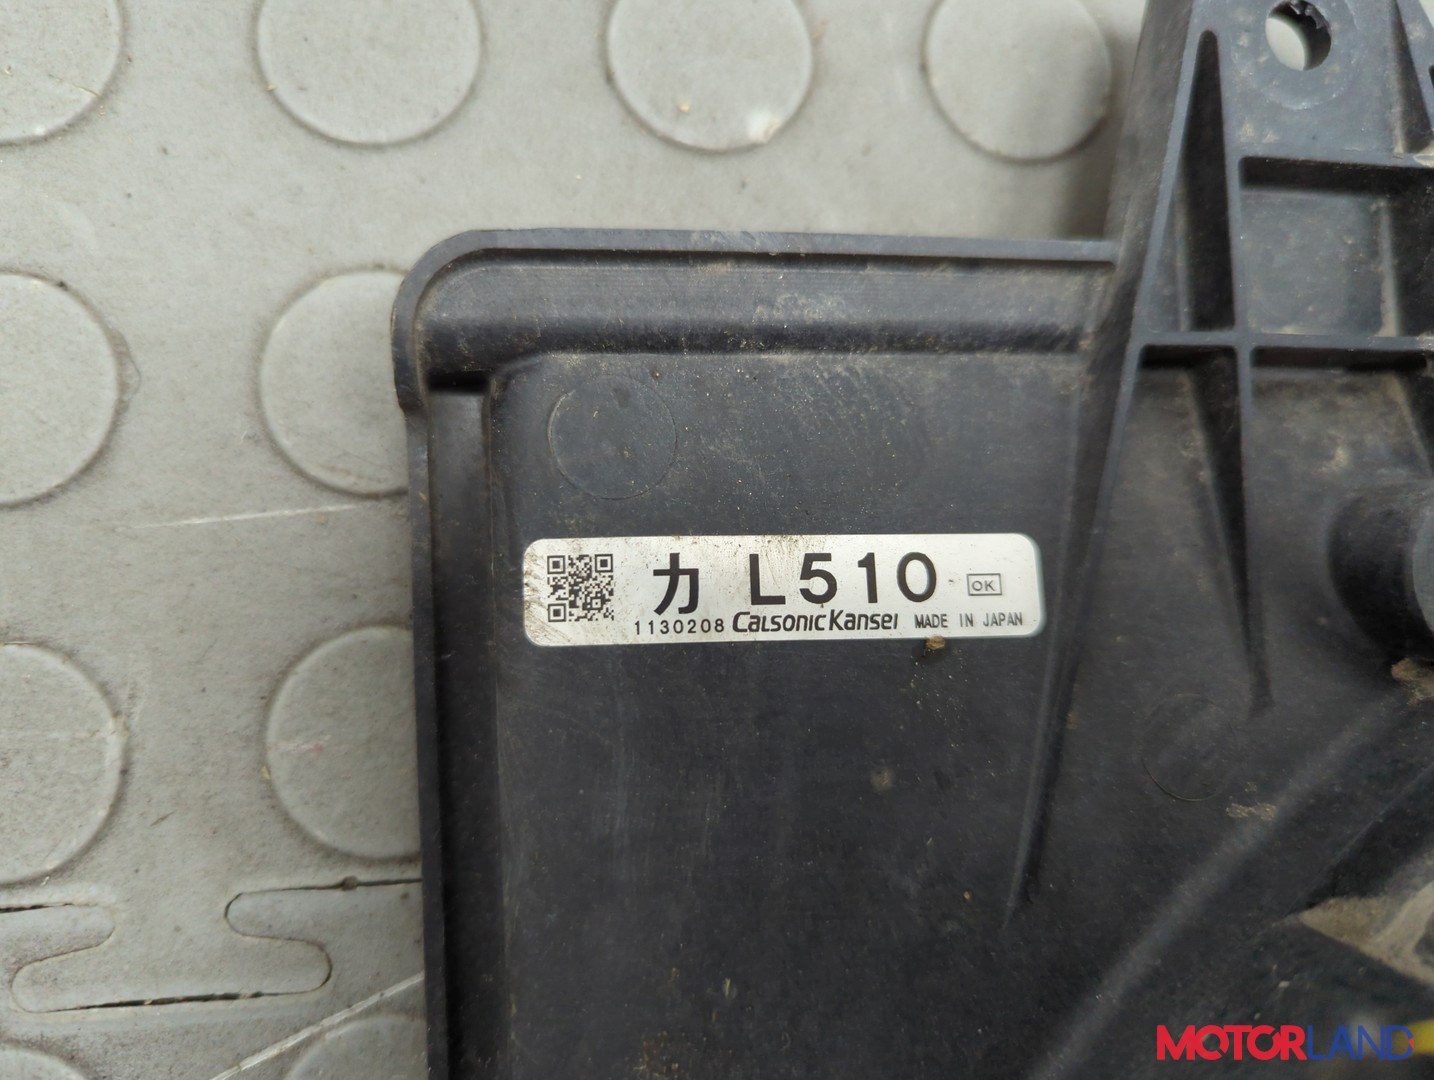 カ L510 OK
1130208 CalsonicKansei MADE IN JAPAN
MOTORLAND